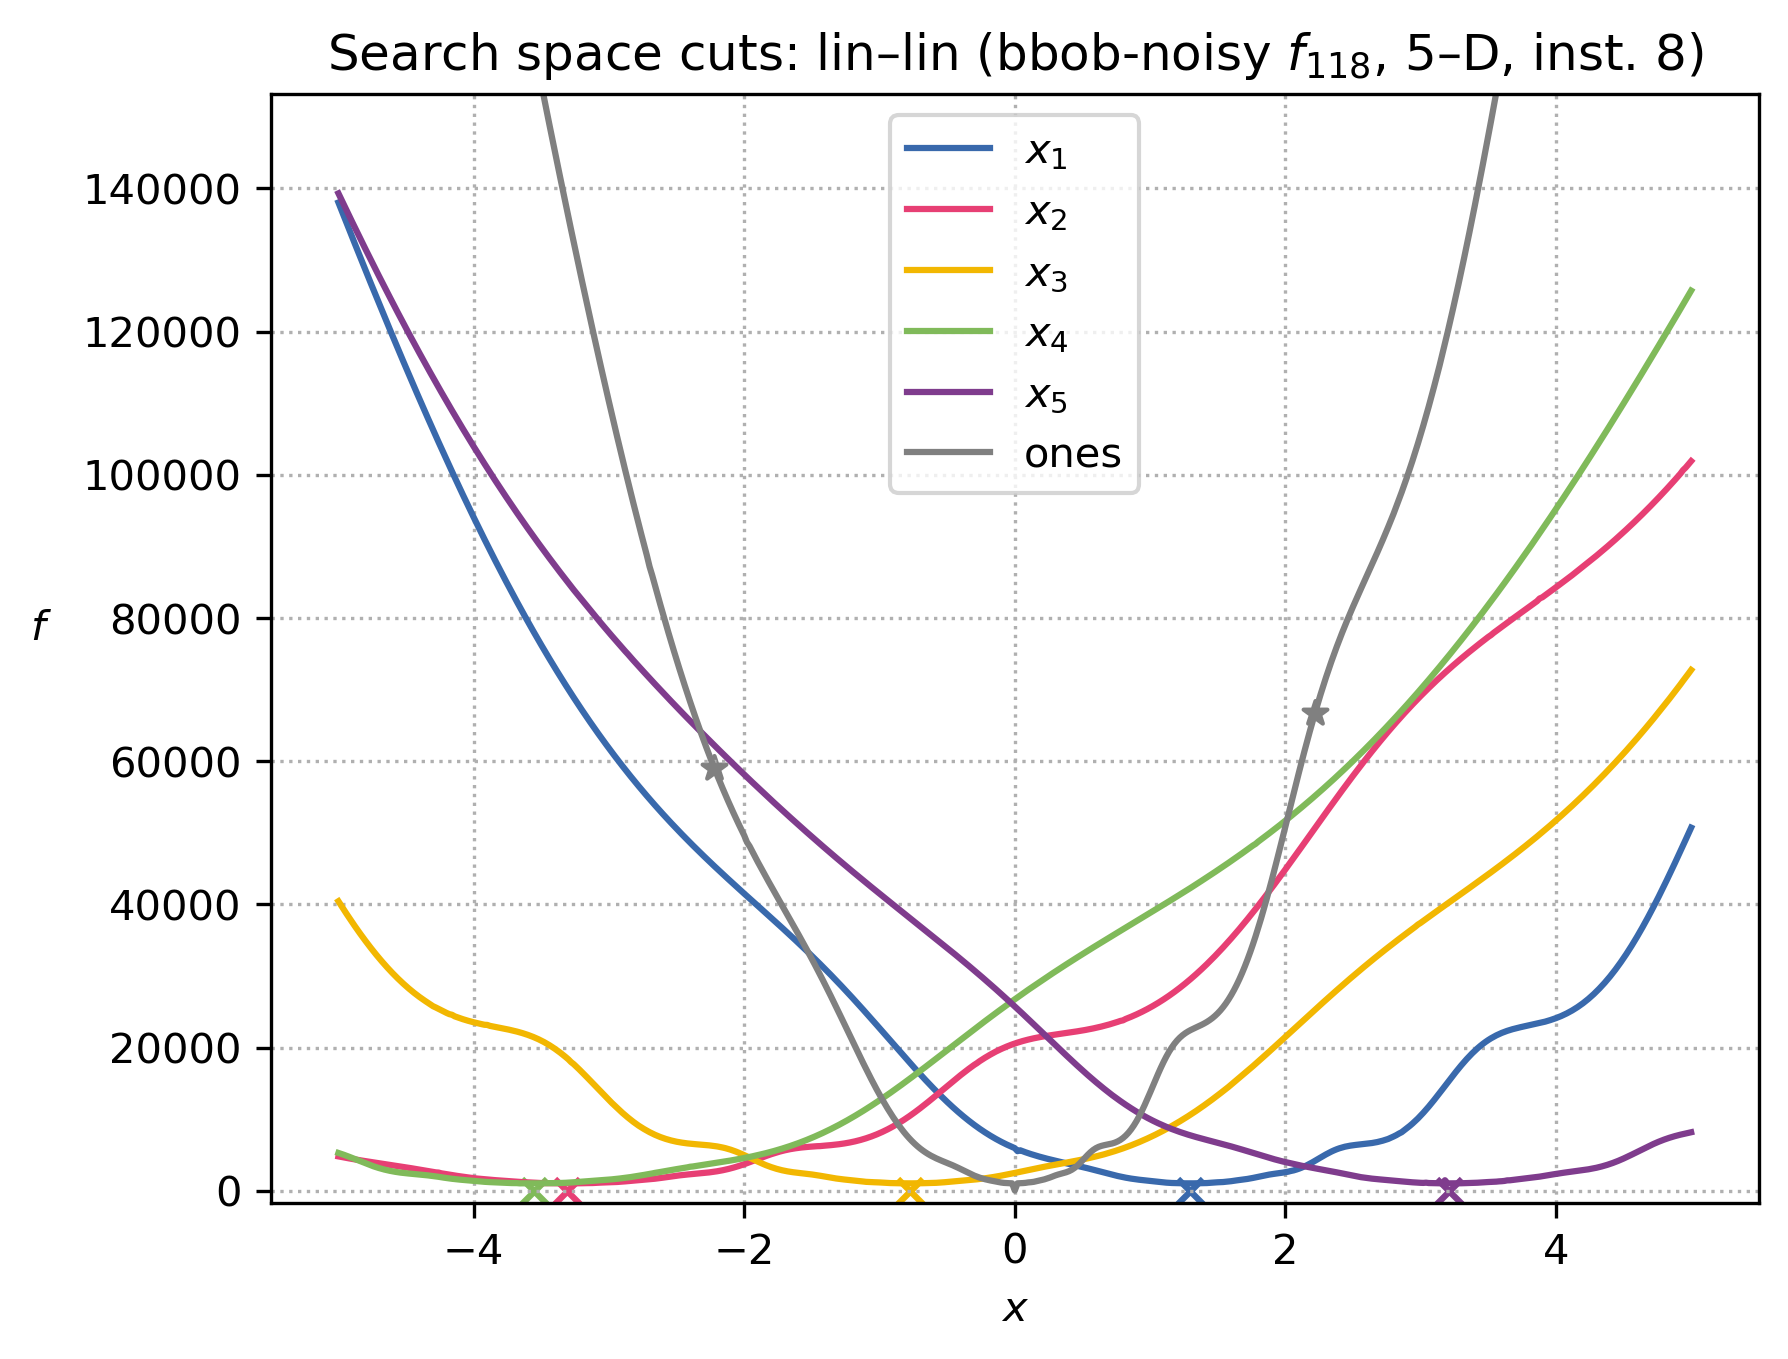 Search space cuts: lin–lin (bbob-noisy f₁₁₈, 5–D, inst. 8)
x₁
x₂
x₃
x₄
x₅
ones
140000
120000
100000
80000
60000
40000
20000
0
f
−4
−2
0
2
4
x